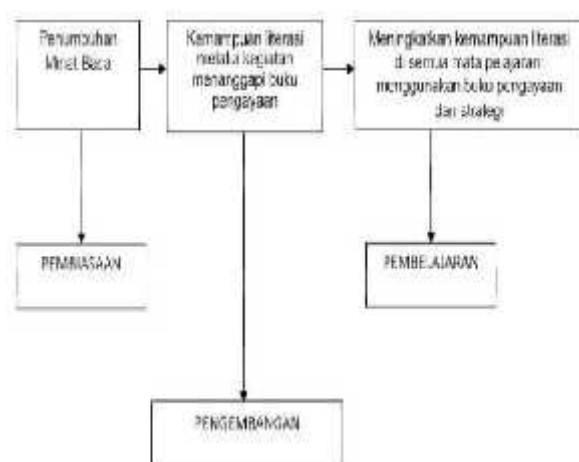 Penumbuhan
Minat Baca
Kemampuan literasi
melalui kegiatan
menanggapi buku
pengayaan
Meningkatkan kemampuan literasi
di semua mata pelajaran
menggunakan buku pengayaan
dan strategi
PEMBIASAAN
PEMBELAJARAN
PENGEMBANGAN